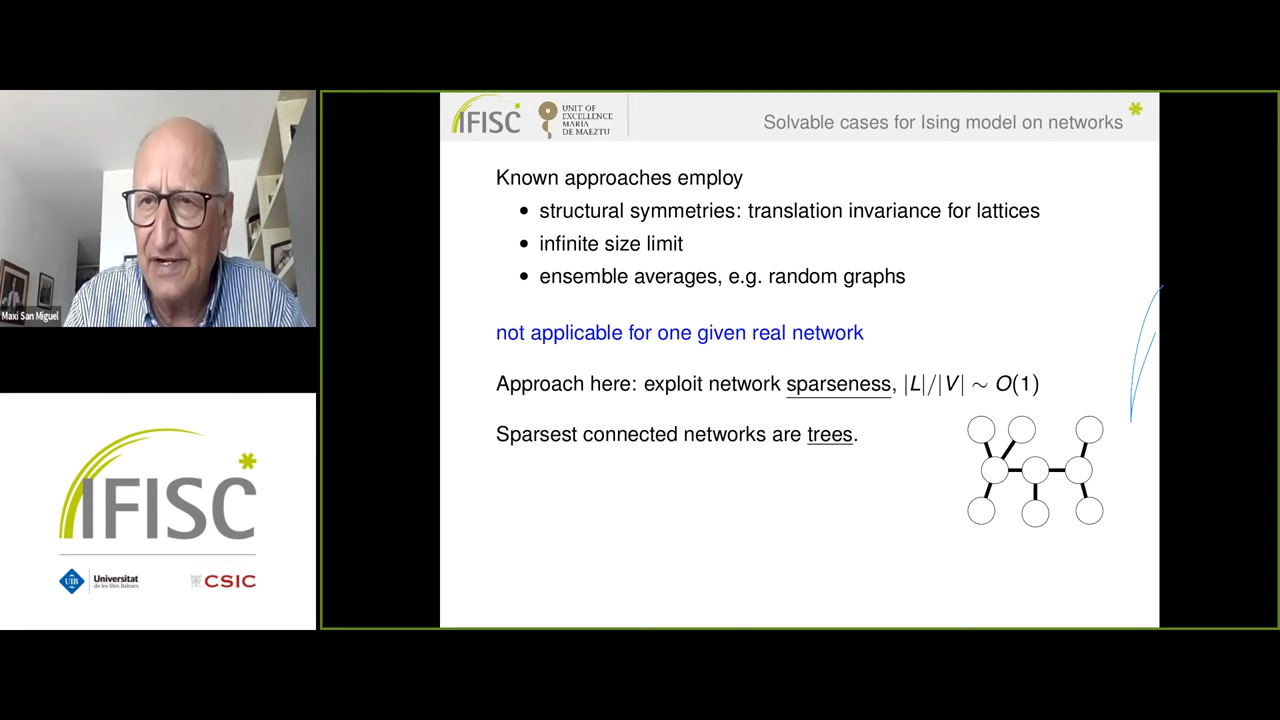 Maxi San Miguel
IFISC
UIB
Universitat
de les Illes Balears
CSIC
IFISC
UNIT OF
EXCELLENCE
MARÍA
DE MAEZTU
Solvable cases for Ising model on networks
Known approaches employ
• structural symmetries: translation invariance for lattices
• infinite size limit
• ensemble averages, e.g. random graphs
not applicable for one given real network
Approach here: exploit network sparseness, |L|/|V| ∼ O(1)
Sparsest connected networks are trees.